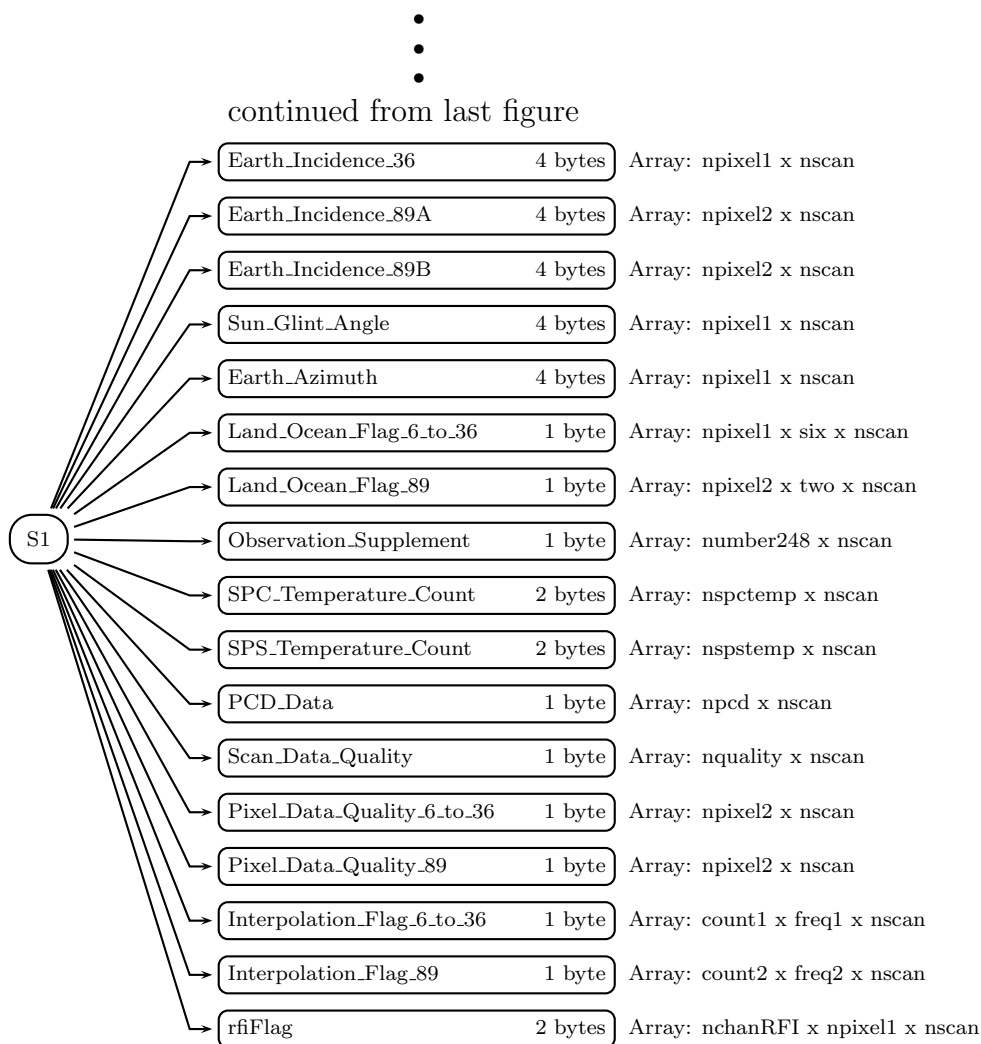 continued from last figure
Earth_Incidence_36 4 bytes Array: npixel1 x nscan
Earth_Incidence_89A 4 bytes Array: npixel2 x nscan
Earth_Incidence_89B 4 bytes Array: npixel2 x nscan
Sun_Glint_Angle 4 bytes Array: npixel1 x nscan
Earth_Azimuth 4 bytes Array: npixel1 x nscan
Land_Ocean_Flag_6_to_36 1 byte Array: npixel1 x six x nscan
Land_Ocean_Flag_89 1 byte Array: npixel2 x two x nscan
S1 Observation_Supplement 1 byte Array: number248 x nscan
SPC_Temperature_Count 2 bytes Array: nspctemp x nscan
SPS_Temperature_Count 2 bytes Array: nspstemp x nscan
PCD_Data 1 byte Array: npcd x nscan
Scan_Data_Quality 1 byte Array: nquality x nscan
Pixel_Data_Quality_6_to_36 1 byte Array: npixel2 x nscan
Pixel_Data_Quality_89 1 byte Array: npixel2 x nscan
Interpolation_Flag_6_to_36 1 byte Array: count1 x freq1 x nscan
Interpolation_Flag_89 1 byte Array: count2 x freq2 x nscan
rfiFlag 2 bytes Array: nchanRFI x npixel1 x nscan